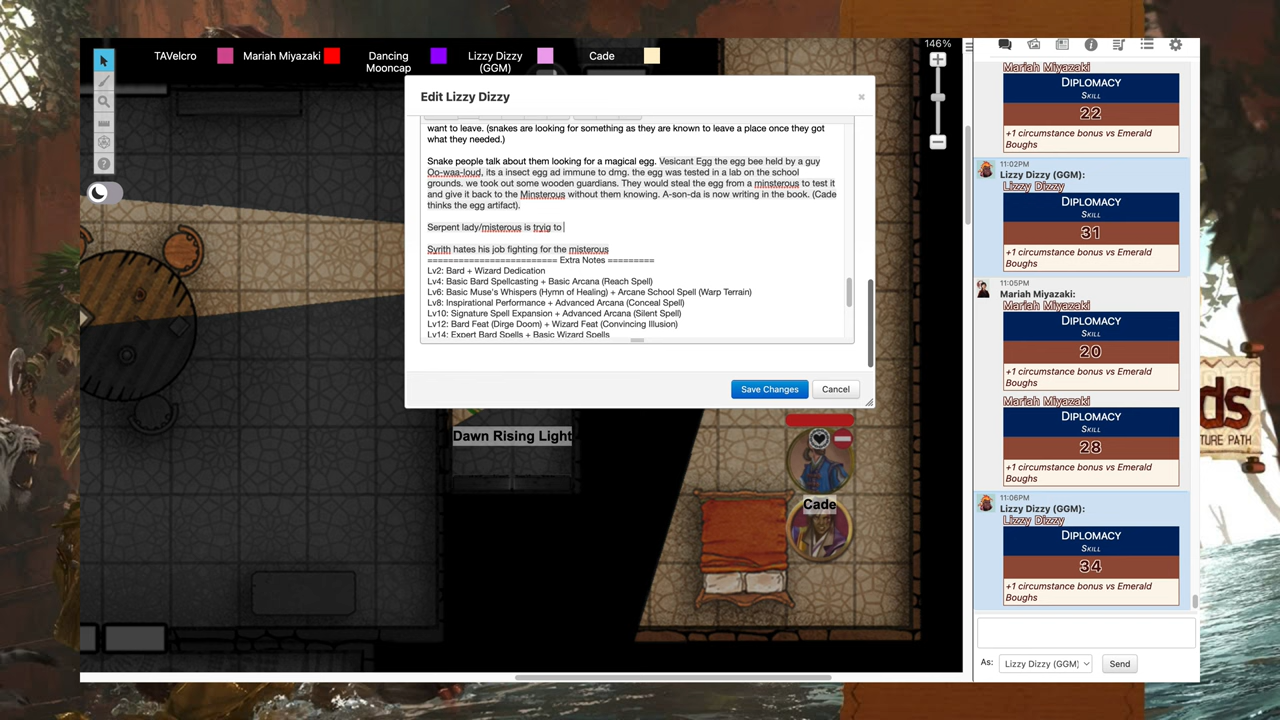 TAVelcro
Mariah Miyazaki
Dancing
Mooncap
Lizzy Dizzy
(GGM)
Cade
146%
Edit Lizzy Dizzy
×
want to leave. (snakes are looking for something as they are known to leave a place once they got
what they needed.)
Snake people talk about them looking for a magical egg. Vesicant Egg the egg bee held by a guy
Oo-waa-loud, its a insect egg ad immune to dmg. the egg was tested in a lab on the school
grounds. we took out some wooden guardians. They would steal the egg from a minsterous to test it
and give it back to the Minsterous without them knowing. A-son-da is now writing in the book. (Cade
thinks the egg artifact).
Serpent lady/misterous is tryig to
Syrith hates his job fighting for the misterous
======================== Extra Notes =========
Lv2: Bard + Wizard Dedication
Lv4: Basic Bard Spellcasting + Basic Arcana (Reach Spell)
Lv6: Basic Muse's Whispers (Hymn of Healing) + Arcane School Spell (Warp Terrain)
Lv8: Inspirational Performance + Advanced Arcana (Conceal Spell)
Lv10: Signature Spell Expansion + Advanced Arcana (Silent Spell)
Lv12: Bard Feat (Dirge Doom) + Wizard Feat (Convincing Illusion)
Lv14: Expert Bard Spells + Basic Wizard Spells
Save Changes
Cancel
Dawn Rising Light
Cade
Mariah Miyazaki
Diplomacy
Skill
22
+1 circumstance bonus vs Emerald
Boughs
11:02PM
Lizzy Dizzy (GGM):
Lizzy Dizzy
Diplomacy
Skill
31
+1 circumstance bonus vs Emerald
Boughs
11:05PM
Mariah Miyazaki:
Mariah Miyazaki
Diplomacy
Skill
20
+1 circumstance bonus vs Emerald
Boughs
Mariah Miyazaki
Diplomacy
Skill
28
+1 circumstance bonus vs Emerald
Boughs
11:06PM
Lizzy Dizzy (GGM):
Lizzy Dizzy
Diplomacy
Skill
34
+1 circumstance bonus vs Emerald
Boughs
As:
Lizzy Dizzy (GGM)
Send